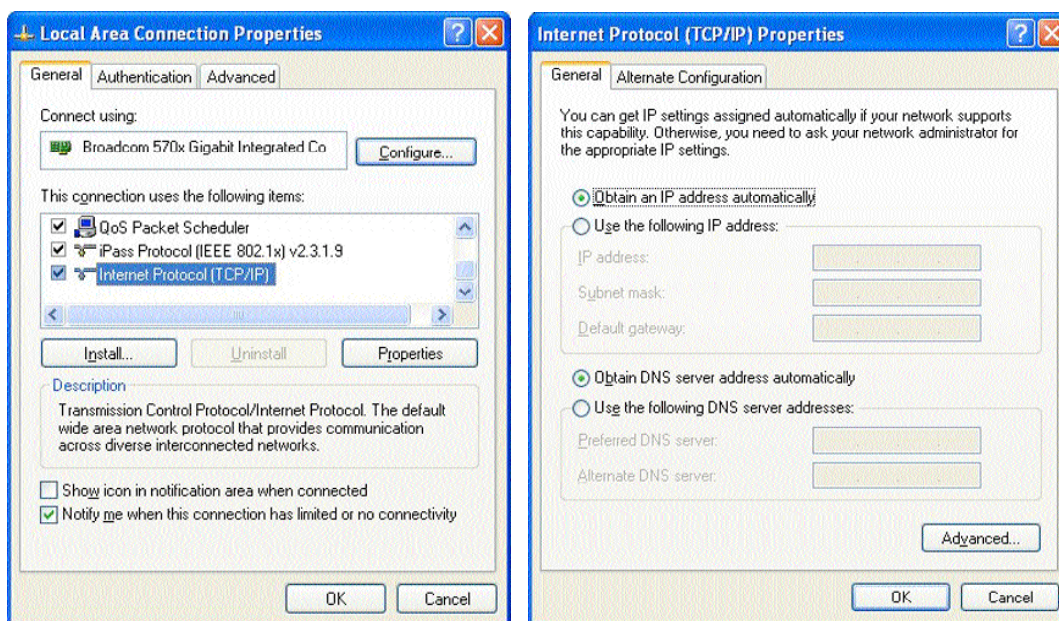 Local Area Connection Properties
General
Authentication
Advanced
Connect using:
Broadcom 570x Gigabit Integrated Co
Configure...
This connection uses the following items:
QoS Packet Scheduler
iPass Protocol (IEEE 802.1x) v2.3.1.9
Internet Protocol (TCP/IP)
Install...
Uninstall
Properties
Description
Transmission Control Protocol/Internet Protocol. The default
wide area network protocol that provides communication
across diverse interconnected networks.
Show icon in notification area when connected
Notify me when this connection has limited or no connectivity
OK
Cancel
Internet Protocol (TCP/IP) Properties
General
Alternate Configuration
You can get IP settings assigned automatically if your network supports
this capability. Otherwise, you need to ask your network administrator for
the appropriate IP settings.
Obtain an IP address automatically
Use the following IP address:
IP address:
Subnet mask:
Default gateway:
Obtain DNS server address automatically
Use the following DNS server addresses:
Preferred DNS server:
Alternate DNS server:
Advanced...
OK
Cancel